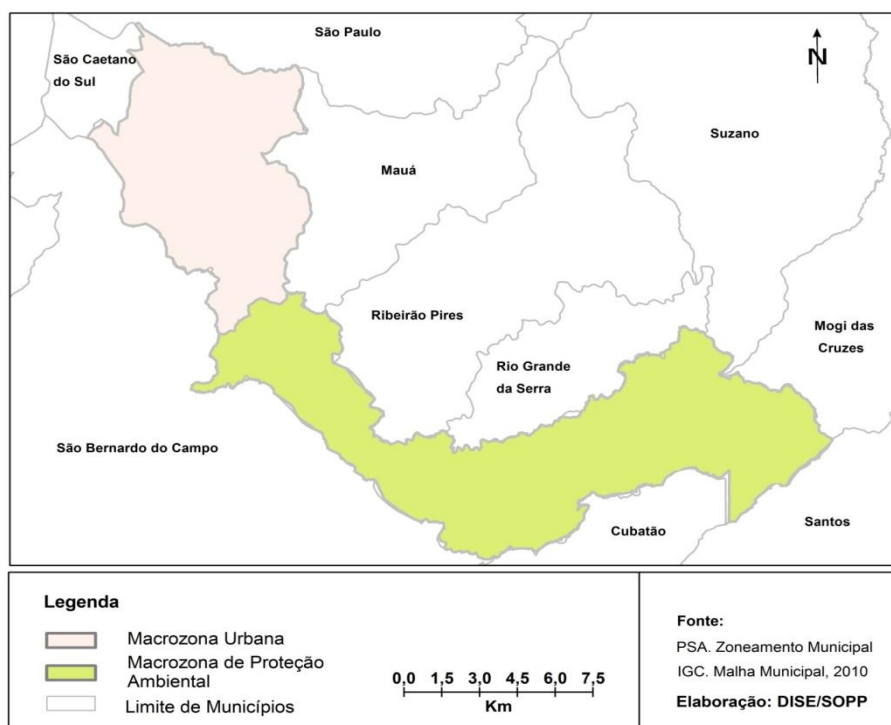 São Paulo
São Caetano
do Sul
N
Suzano
Mauá
Ribeirão Pires
Mogi das
Cruzes
Rio Grande
da Serra
São Bernardo do Campo
Cubatão
Santos
Legenda
Macrozona Urbana
Macrozona de Proteção
Ambiental
Limite de Municípios
0,0 1,5 3,0 4,5 6,0 7,5
Km
Fonte:
PSA. Zoneamento Municipal
IGC. Malha Municipal, 2010
Elaboração: DISE/SOPP